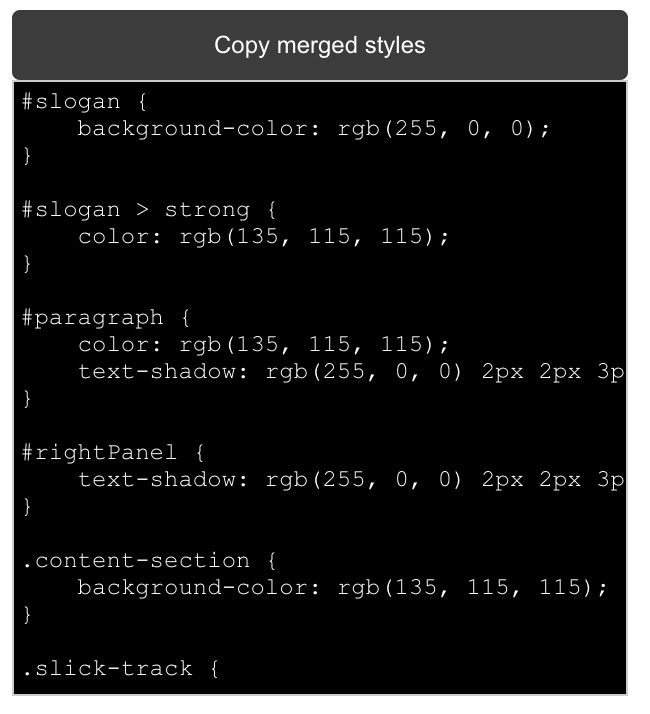 Copy merged styles
#slogan {
    background-color: rgb(255, 0, 0);
}
#slogan > strong {
    color: rgb(135, 115, 115);
}
#paragraph {
    color: rgb(135, 115, 115);
    text-shadow: rgb(255, 0, 0) 2px 2px 3p
}
#rightPanel {
    text-shadow: rgb(255, 0, 0) 2px 2px 3p
}
.content-section {
    background-color: rgb(135, 115, 115);
}
.slick-track {